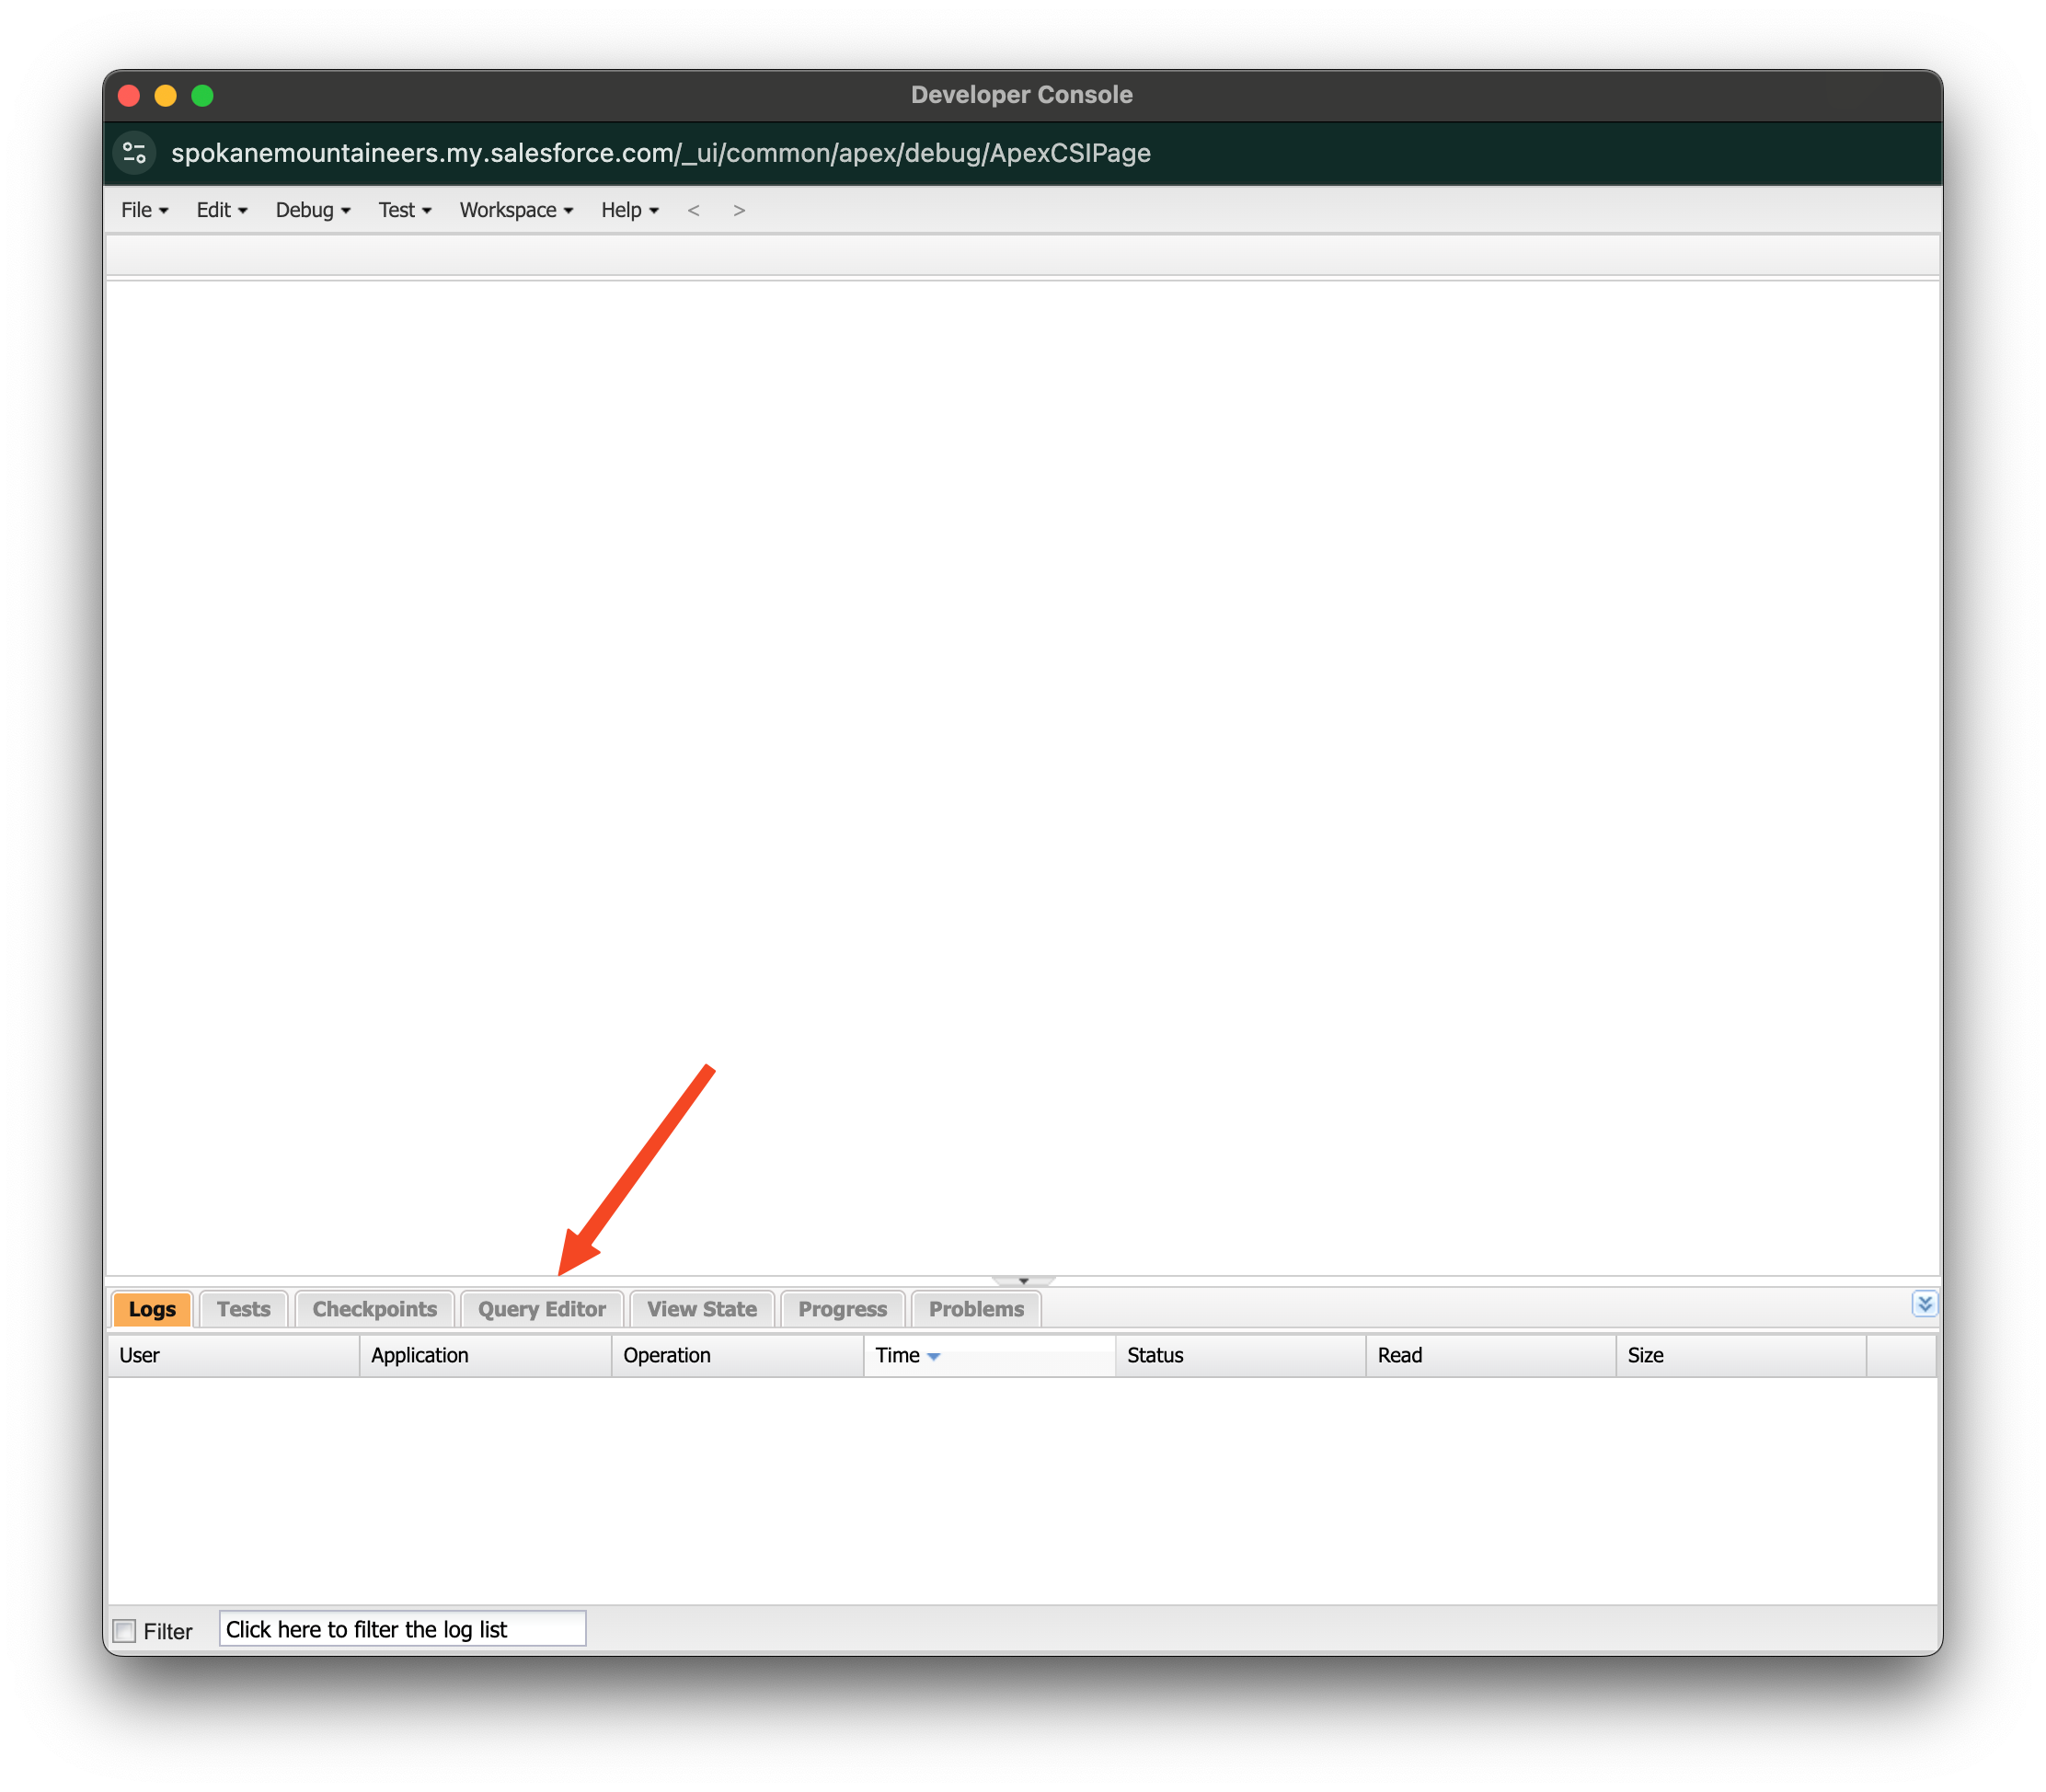 Developer Console
spokanemountaineers.my.salesforce.com/_ui/common/apex/debug/ApexCSIPage
File Edit Debug Test Workspace Help < >
Logs Tests Checkpoints Query Editor View State Progress Problems
User Application Operation Time Status Read Size
Filter Click here to filter the log list